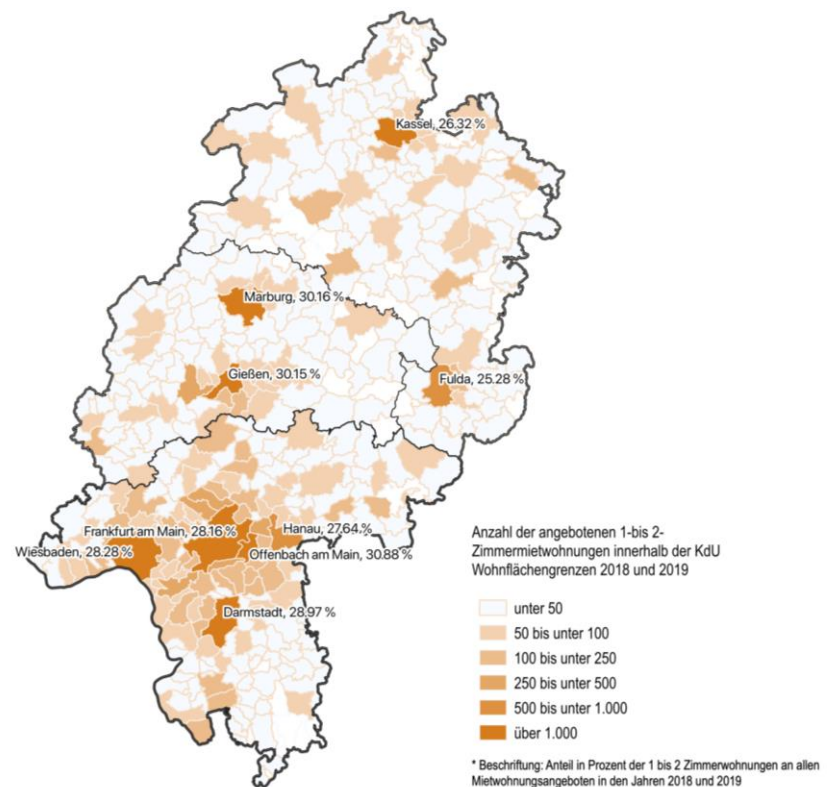 Kassel, 26.32 %
Marburg, 30.16 %
Gießen, 30.15 %
Fulda, 25.28 %
Frankfurt am Main, 28.16 %
Hanau, 27.64.%
Wiesbaden, 28.28 %
Offenbach am Main, 30.88 %
Darmstadt, 28.97 %
Anzahl der angebotenen 1-bis 2-
Zimmermietwohnungen innerhalb der KdU
Wohnflächengrenzen 2018 und 2019
unter 50
50 bis unter 100
100 bis unter 250
250 bis unter 500
500 bis unter 1.000
über 1.000
* Beschriftung: Anteil in Prozent der 1 bis 2 Zimmerwohnungen an allen
Mietwohnungsangeboten in den Jahren 2018 und 2019